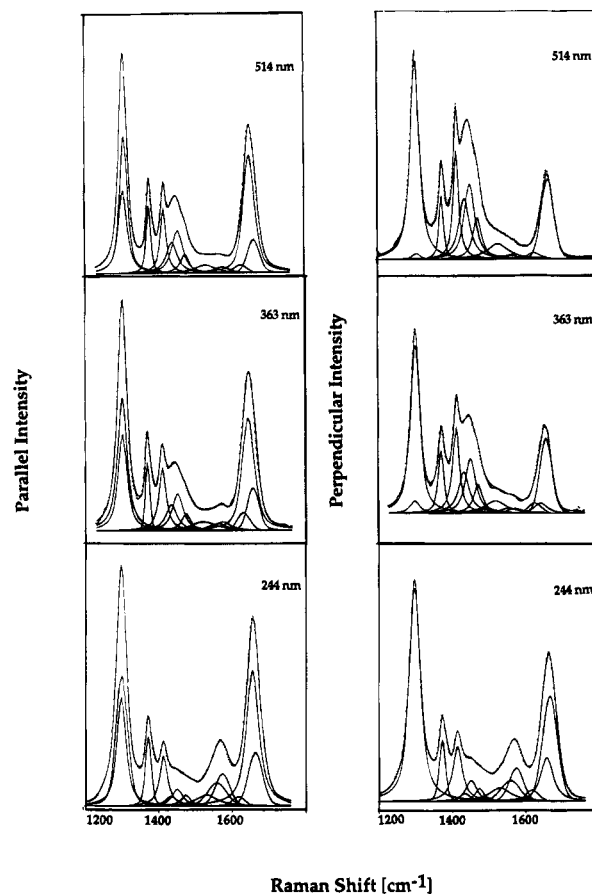 514 nm
514 nm
363 nm
363 nm
Parallel Intensity
Perpendicular Intensity
244 nm
244 nm
1200 1400 1600
1200 1400 1600
Raman Shift [cm-1]